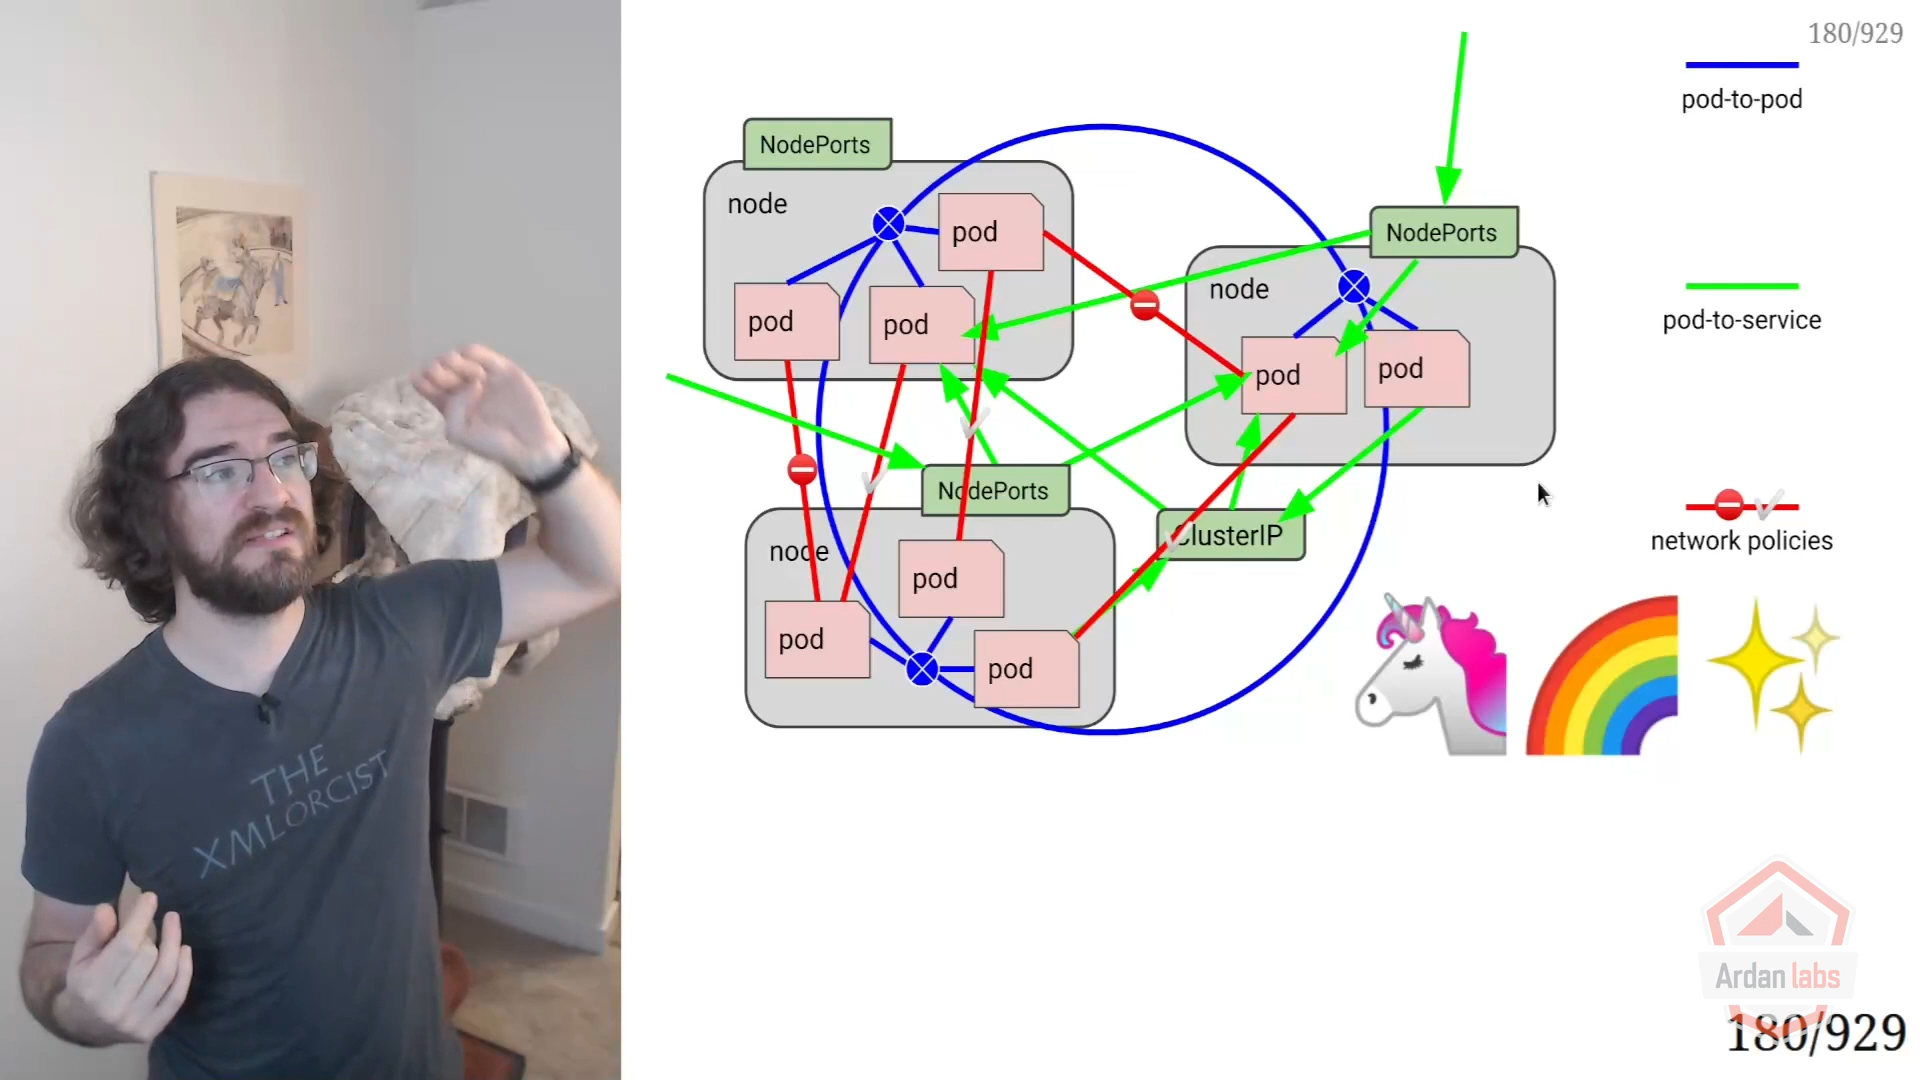 THE
XMLORCIST
180/929
pod-to-pod
NodePorts
node
pod
pod
pod
NodePorts
node
pod
pod
pod-to-service
NodePorts
node
pod
pod
pod
ClusterIP
network policies
Ardan labs
180/929